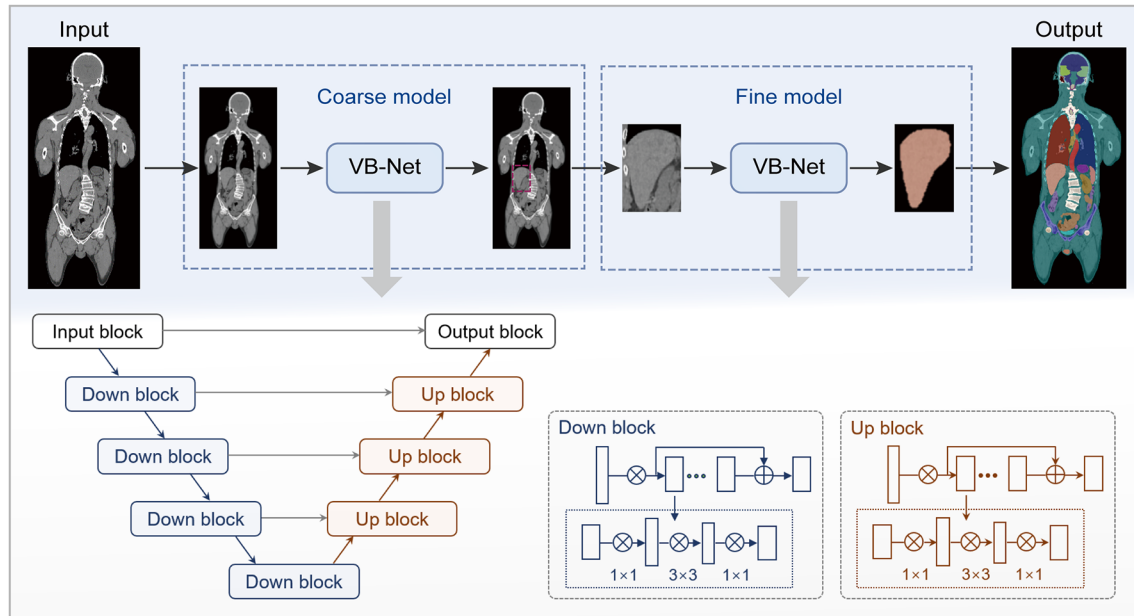 Input
Output
Coarse model
Fine model
VB-Net
VB-Net
Input block
Output block
Down block
Up block
Down block
Up block
Down block
Up block
Down block
Down block
1×1
3×3
1×1
Up block
1×1
3×3
1×1